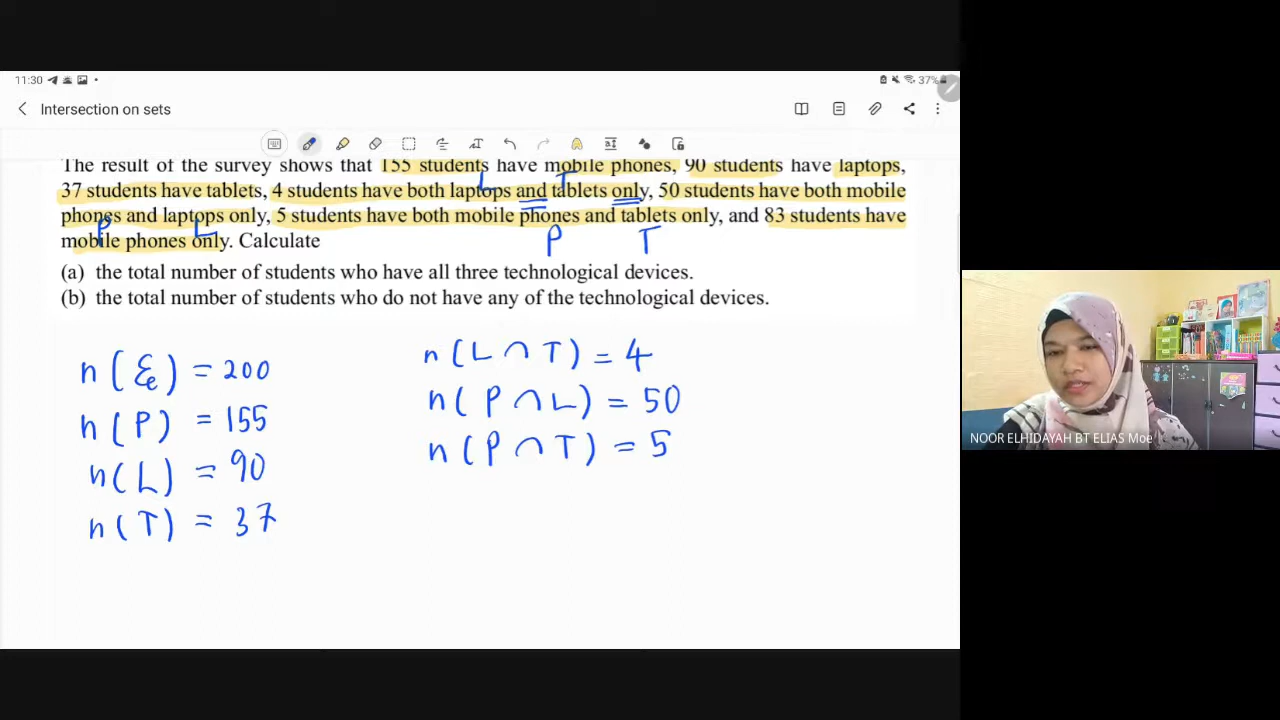 11:30
37%
Intersection on sets
The result of the survey shows that 155 students have mobile phones, 90 students have laptops,
37 students have tablets, 4 students have both laptops and tablets only, 50 students have both mobile
L T
phones and laptops only, 5 students have both mobile phones and tablets only, and 83 students have
P L
mobile phones only. Calculate
P T
(a) the total number of students who have all three technological devices.
(b) the total number of students who do not have any of the technological devices.
n(ξ) = 200
n(P) = 155
n(L) = 90
n(T) = 37
n(L ∩ T) = 4
n(P ∩ L) = 50
n(P ∩ T) = 5
NOOR ELHIDAYAH BT ELIAS Moe